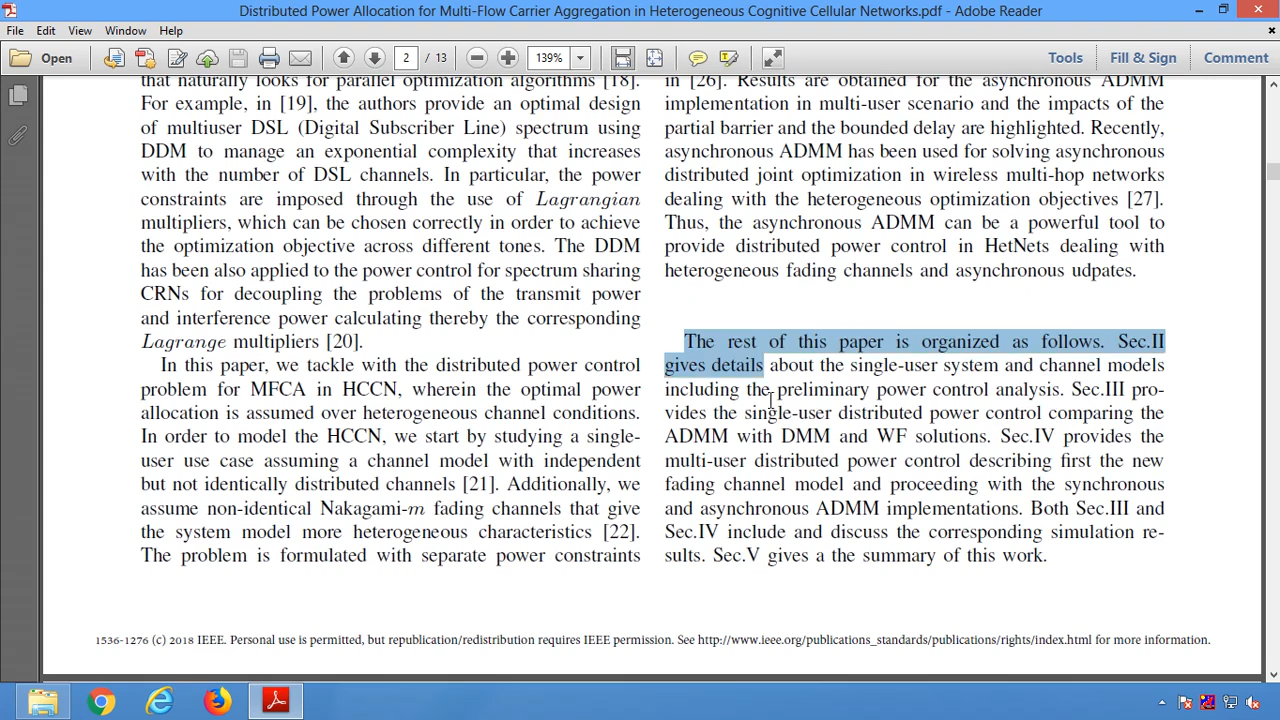 Distributed Power Allocation for Multi-Flow Carrier Aggregation in Heterogeneous Cognitive Cellular Networks.pdf - Adobe Reader
File Edit View Window Help
Open
2 / 13
139%
Tools Fill & Sign Comment
that naturally looks for parallel optimization algorithms [18].
For example, in [19], the authors provide an optimal design
of multiuser DSL (Digital Subscriber Line) spectrum using
DDM to manage an exponential complexity that increases
with the number of DSL channels. In particular, the power
constraints are imposed through the use of Lagrangian
multipliers, which can be chosen correctly in order to achieve
the optimization objective across different tones. The DDM
has been also applied to the power control for spectrum sharing
CRNs for decoupling the problems of the transmit power
and interference power calculating thereby the corresponding
Lagrange multipliers [20].
In this paper, we tackle with the distributed power control
problem for MFCA in HCCN, wherein the optimal power
allocation is assumed over heterogeneous channel conditions.
In order to model the HCCN, we start by studying a single-
user use case assuming a channel model with independent
but not identically distributed channels [21]. Additionally, we
assume non-identical Nakagami-m fading channels that give
the system model more heterogeneous characteristics [22].
The problem is formulated with separate power constraints
in [26]. Results are obtained for the asynchronous ADMM
implementation in multi-user scenario and the impacts of the
partial barrier and the bounded delay are highlighted. Recently,
asynchronous ADMM has been used for solving asynchronous
distributed joint optimization in wireless multi-hop networks
dealing with the heterogeneous optimization objectives [27].
Thus, the asynchronous ADMM can be a powerful tool to
provide distributed power control in HetNets dealing with
heterogeneous fading channels and asynchronous udpates.
The rest of this paper is organized as follows. Sec.II
gives details about the single-user system and channel models
including the preliminary power control analysis. Sec.III pro-
vides the single-user distributed power control comparing the
ADMM with DMM and WF solutions. Sec.IV provides the
multi-user distributed power control describing first the new
fading channel model and proceeding with the synchronous
and asynchronous ADMM implementations. Both Sec.III and
Sec.IV include and discuss the corresponding simulation re-
sults. Sec.V gives a the summary of this work.
1536-1276 (c) 2018 IEEE. Personal use is permitted, but republication/redistribution requires IEEE permission. See http://www.ieee.org/publications_standards/publications/rights/index.html for more information.